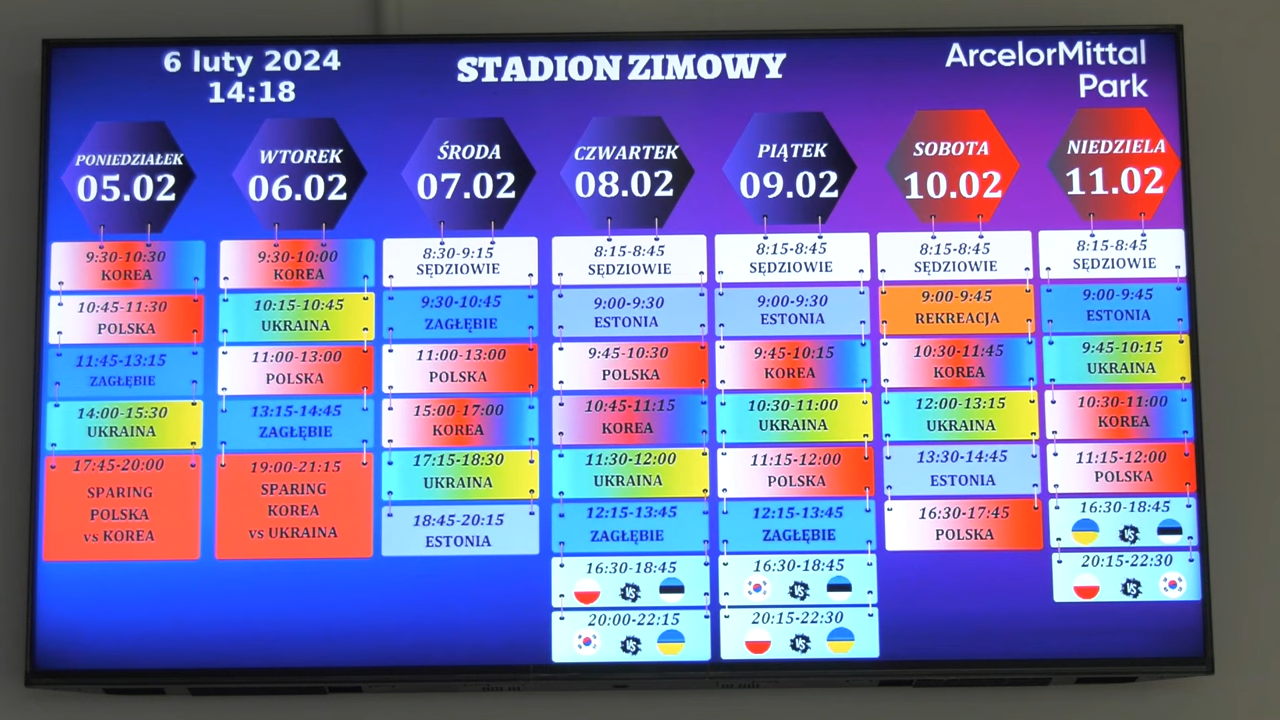 6 luty 2024
14:18
STADION ZIMOWY
ArcelorMittal
Park
PONIEDZIAŁEK
05.02
9:30-10:30
KOREA
10:45-11:30
POLSKA
11:45-13:15
ZAGŁĘBIE
14:00-15:30
UKRAINA
17:45-20:00
SPARING
POLSKA
vs KOREA
WTOREK
06.02
9:30-10:00
KOREA
10:15-10:45
UKRAINA
11:00-13:00
POLSKA
13:15-14:45
ZAGŁĘBIE
19:00-21:15
SPARING
KOREA
vs UKRAINA
ŚRODA
07.02
8:30-9:15
SĘDZIOWIE
9:30-10:45
ZAGŁĘBIE
11:00-13:00
POLSKA
15:00-17:00
KOREA
17:15-18:30
UKRAINA
18:45-20:15
ESTONIA
CZWARTEK
08.02
8:15-8:45
SĘDZIOWIE
9:00-9:30
ESTONIA
9:45-10:30
POLSKA
10:45-11:15
KOREA
11:30-12:00
UKRAINA
12:15-13:45
ZAGŁĘBIE
16:30-18:45
VS
20:00-22:15
VS
PIĄTEK
09.02
8:15-8:45
SĘDZIOWIE
9:00-9:30
ESTONIA
9:45-10:15
KOREA
10:30-11:00
UKRAINA
11:15-12:00
POLSKA
12:15-13:45
ZAGŁĘBIE
16:30-18:45
VS
20:15-22:30
VS
SOBOTA
10.02
8:15-8:45
SĘDZIOWIE
9:00-9:45
REKREACJA
10:30-11:45
KOREA
12:00-13:15
UKRAINA
13:30-14:45
ESTONIA
16:30-17:45
POLSKA
NIEDZIELA
11.02
8:15-8:45
SĘDZIOWIE
9:00-9:45
ESTONIA
9:45-10:15
UKRAINA
10:30-11:00
KOREA
11:15-12:00
POLSKA
16:30-18:45
VS
20:15-22:30
VS